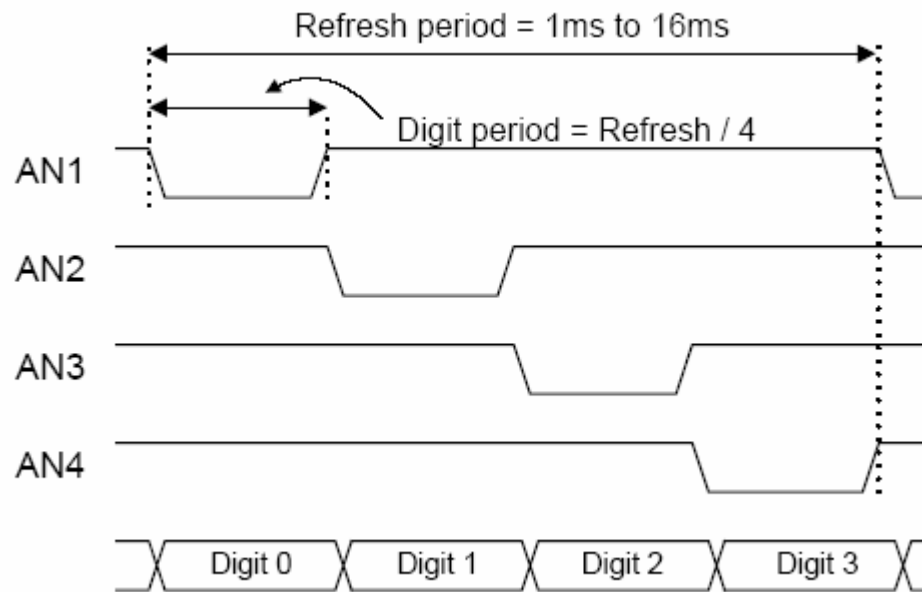 Refresh period = 1ms to 16ms
Digit period = Refresh / 4
AN1
AN2
AN3
AN4
Digit 0 Digit 1 Digit 2 Digit 3